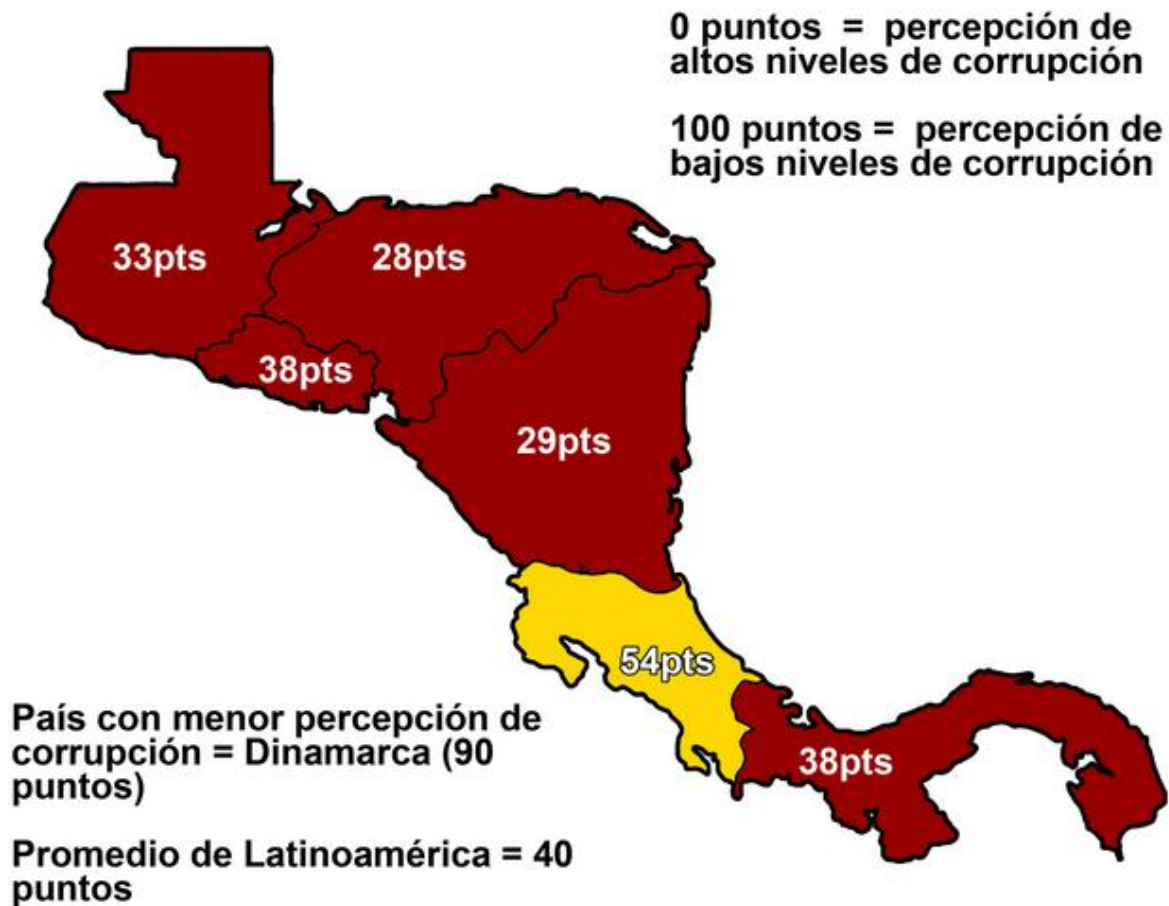 0 puntos = percepción de
altos niveles de corrupción
100 puntos = percepción de
bajos niveles de corrupción
33pts
28pts
38pts
29pts
54pts
38pts
País con menor percepción de
corrupción = Dinamarca (90
puntos)
Promedio de Latinoamérica = 40
puntos